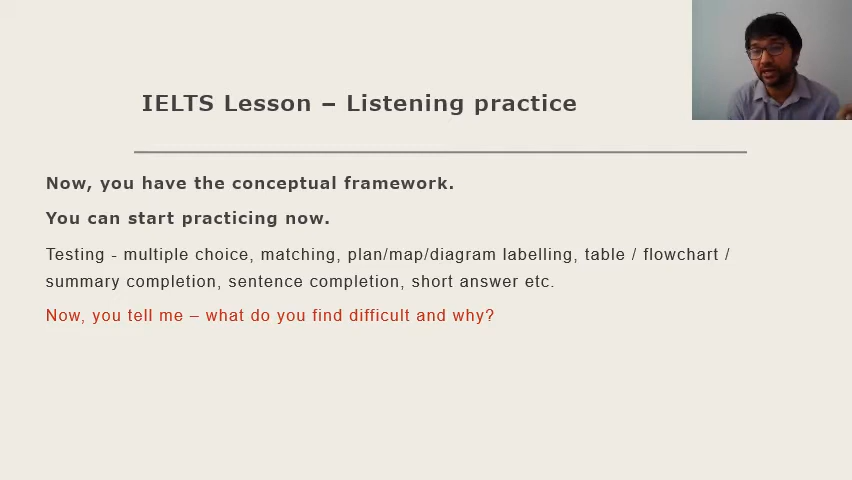 IELTS Lesson – Listening practice
Now, you have the conceptual framework.
You can start practicing now.
Testing - multiple choice, matching, plan/map/diagram labelling, table / flowchart /
summary completion, sentence completion, short answer etc.
Now, you tell me – what do you find difficult and why?